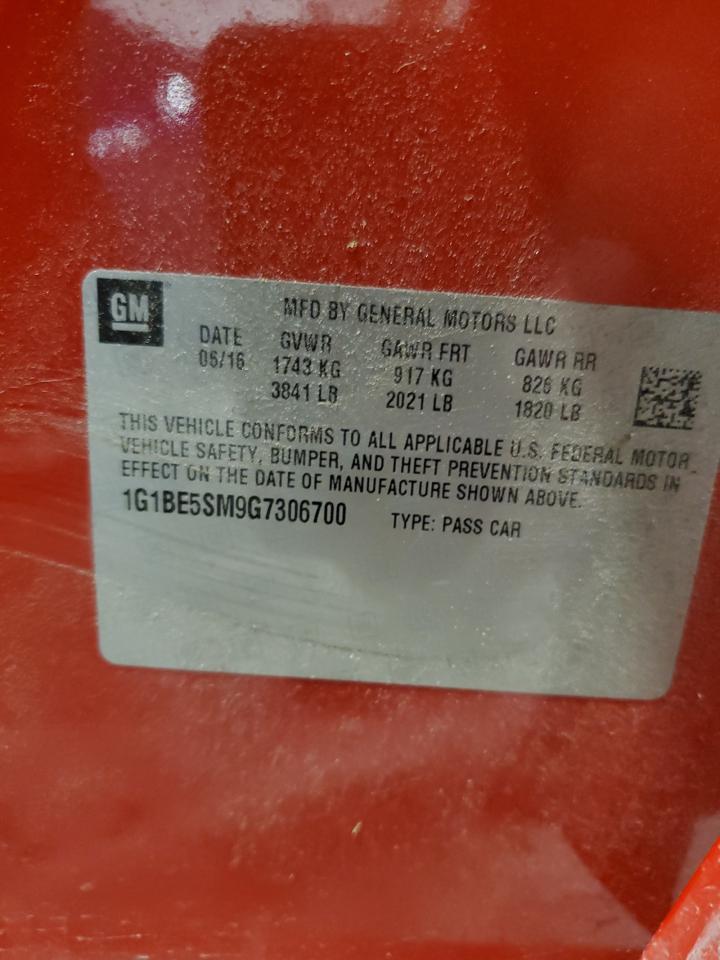 GM
MFD BY GENERAL MOTORS LLC
DATE GVWR GAWR FRT GAWR RR
06/16 1743 KG 917 KG 826 KG
3841 LB 2021 LB 1820 LB
THIS VEHICLE CONFORMS TO ALL APPLICABLE U.S. FEDERAL MOTOR
VEHICLE SAFETY, BUMPER, AND THEFT PREVENTION STANDARDS IN
EFFECT ON THE DATE OF MANUFACTURE SHOWN ABOVE.
1G1BE5SM9G7306700 TYPE: PASS CAR